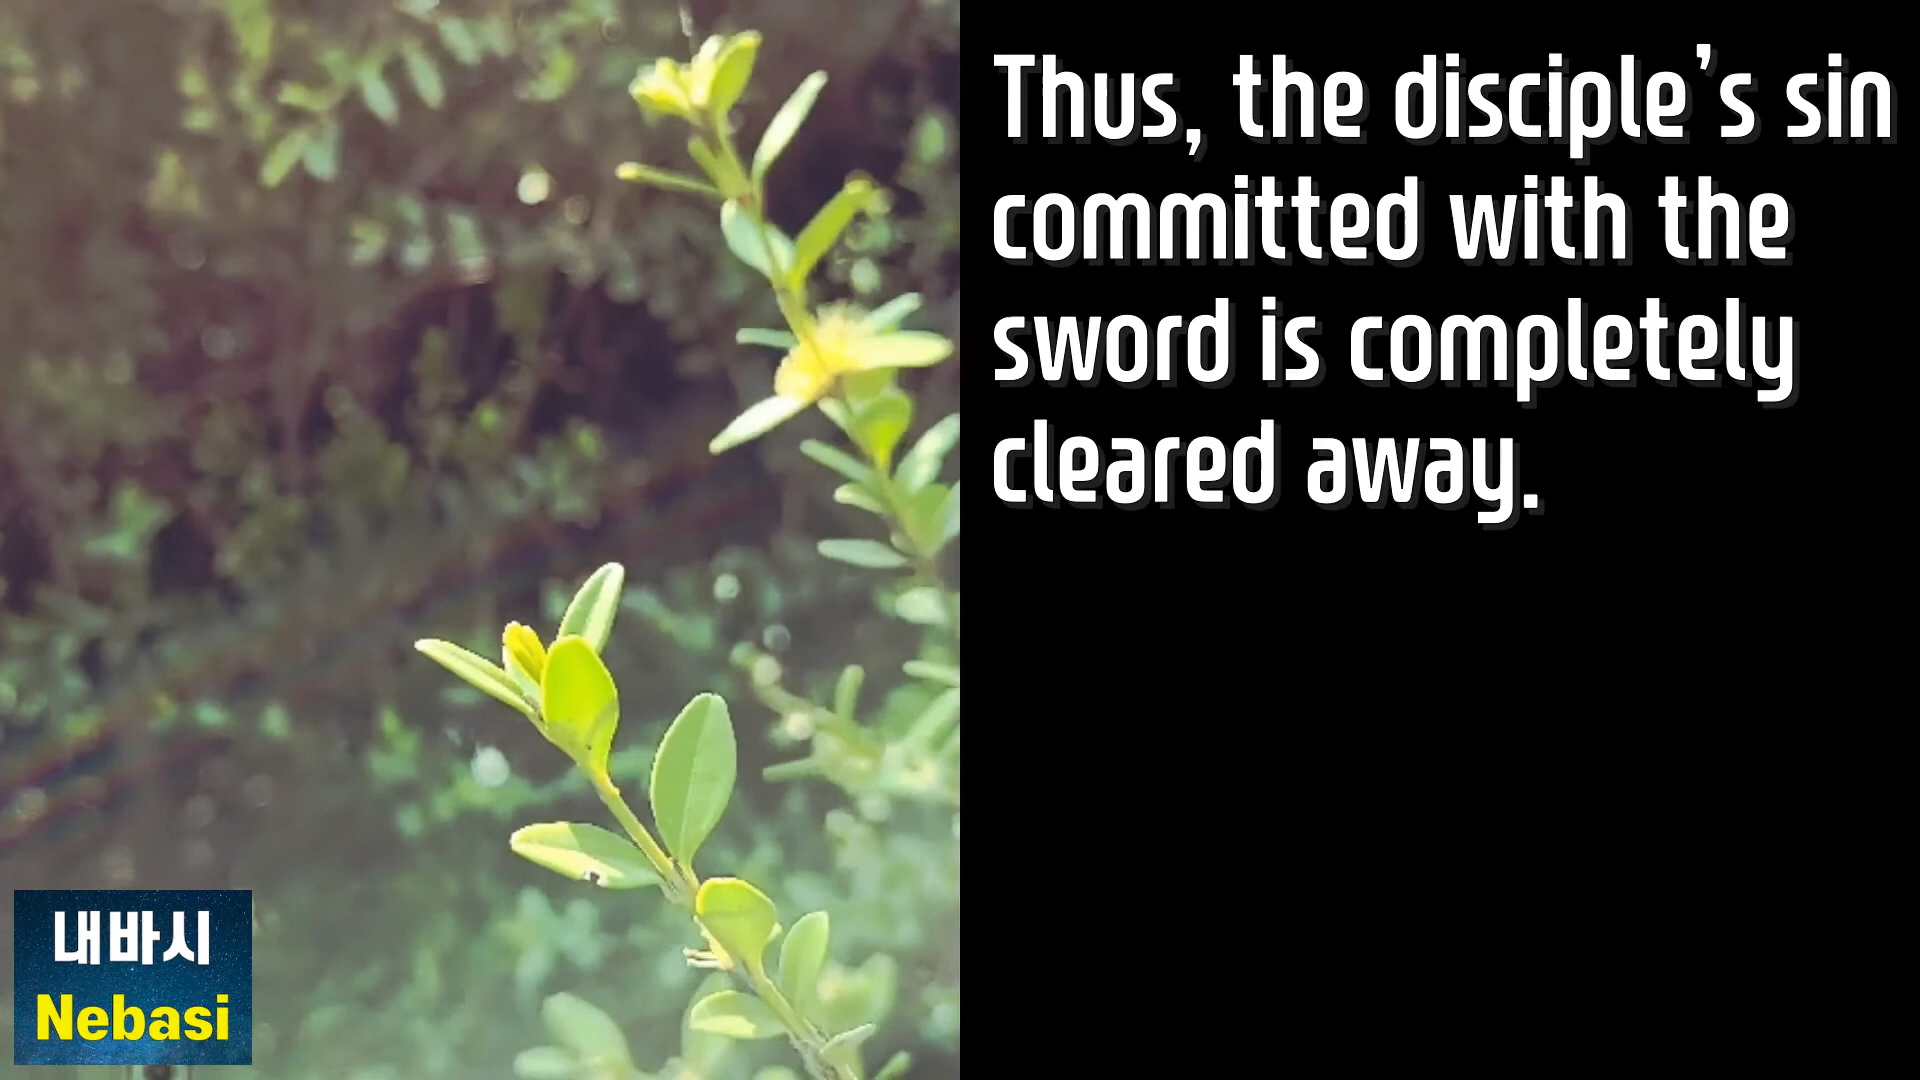 Thus, the disciple’s sin
committed with the
sword is completely
cleared away.
내바시
Nebasi